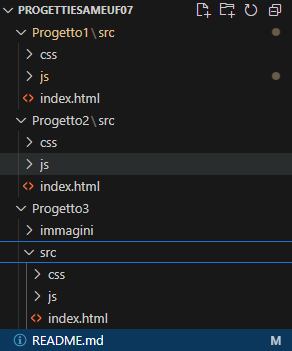 PROGETTIESAMEUF07
Progetto1\src
css
js
index.html
Progetto2\src
css
js
index.html
Progetto3
immagini
src
css
js
index.html
README.md M